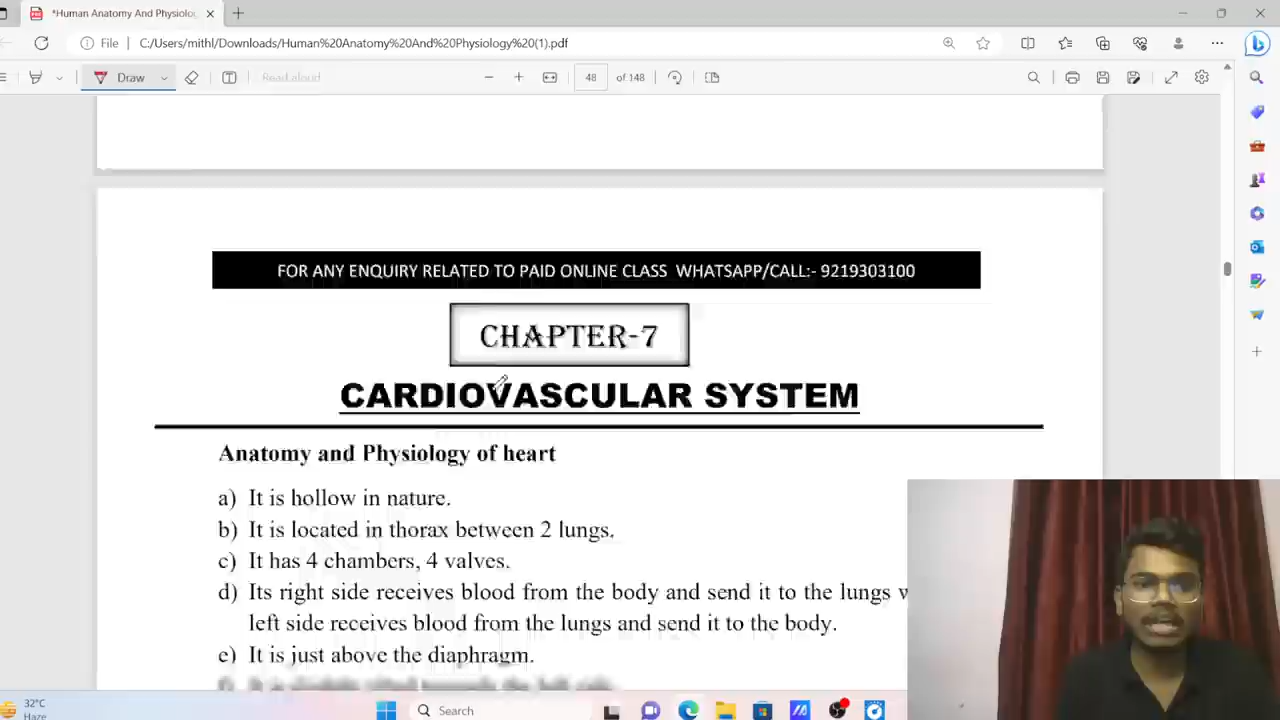 *Human Anatomy And Physiolo
File
C:/Users/mithl/Downloads/Human%20Anatomy%20And%20Physiology%20(1).pdf
Draw
Read aloud
48
of 148
FOR ANY ENQUIRY RELATED TO PAID ONLINE CLASS WHATSAPP/CALL:- 9219303100
CHAPTER-7
CARDIOVASCULAR SYSTEM
Anatomy and Physiology of heart
a) It is hollow in nature.
b) It is located in thorax between 2 lungs.
c) It has 4 chambers, 4 valves.
d) Its right side receives blood from the body and send it to the lungs
left side receives blood from the lungs and send it to the body.
e) It is just above the diaphragm.
32°C
Haze
Search